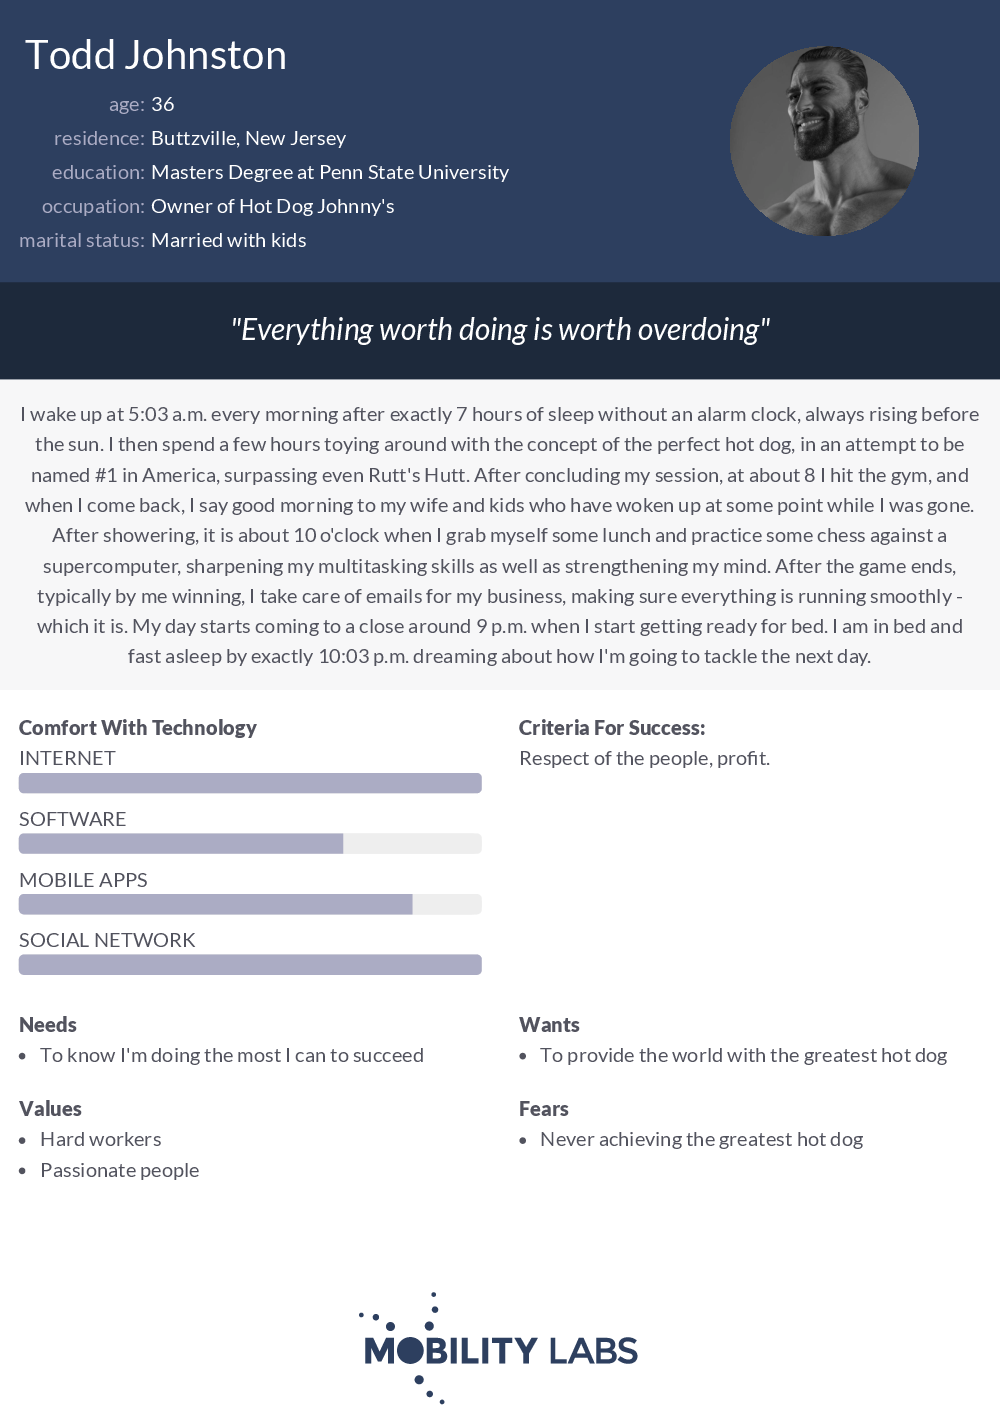 Todd Johnston
age: 36
residence: Buttzville, New Jersey
education: Masters Degree at Penn State University
occupation: Owner of Hot Dog Johnny's
marital status: Married with kids
"Everything worth doing is worth overdoing"
I wake up at 5:03 a.m. every morning after exactly 7 hours of sleep without an alarm clock, always rising before
the sun. I then spend a few hours toying around with the concept of the perfect hot dog, in an attempt to be
named #1 in America, surpassing even Rutt's Hutt. After concluding my session, at about 8 I hit the gym, and
when I come back, I say good morning to my wife and kids who have woken up at some point while I was gone.
After showering, it is about 10 o'clock when I grab myself some lunch and practice some chess against a
supercomputer, sharpening my multitasking skills as well as strengthening my mind. After the game ends,
typically by me winning, I take care of emails for my business, making sure everything is running smoothly -
which it is. My day starts coming to a close around 9 p.m. when I start getting ready for bed. I am in bed and
fast asleep by exactly 10:03 p.m. dreaming about how I'm going to tackle the next day.
Comfort With Technology
INTERNET
SOFTWARE
MOBILE APPS
SOCIAL NETWORK
Criteria For Success:
Respect of the people, profit.
Needs
• To know I'm doing the most I can to succeed
Wants
• To provide the world with the greatest hot dog
Values
• Hard workers
• Passionate people
Fears
• Never achieving the greatest hot dog
MOBILITY LABS